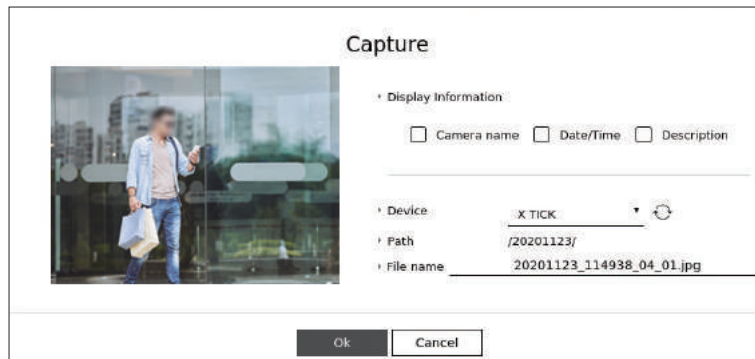 Capture
Display Information
Camera name Date/Time Description
Device X TICK
Path /20201123/
File name 20201123_114938_04_01.jpg
Ok Cancel